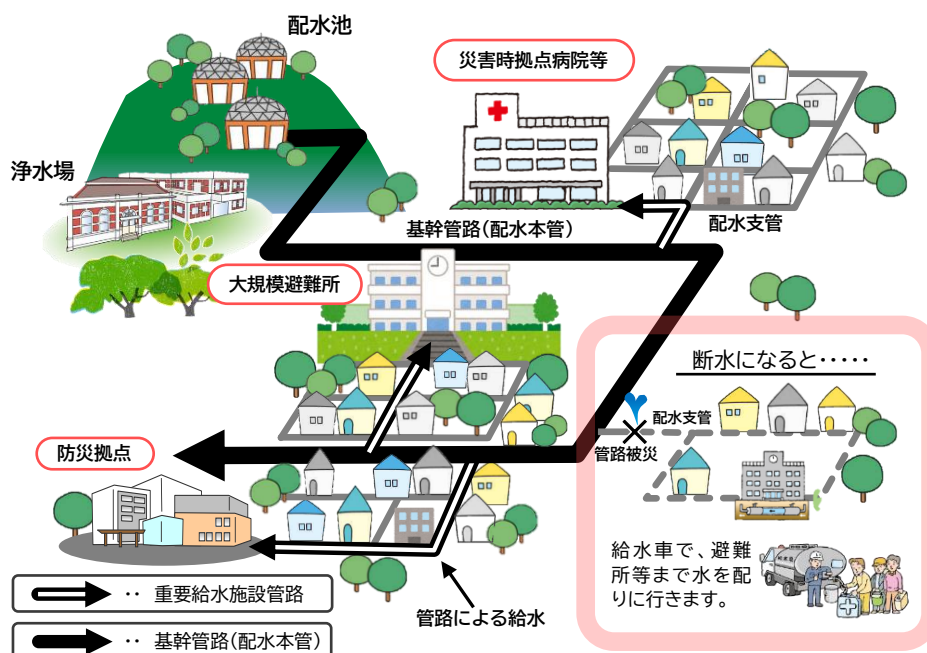 配水池
災害時拠点病院等
浄水場
基幹管路(配水本管)
配水支管
大規模避難所
断水になると・・・・・
配水支管
管路被災
防災拠点
給水車で、避難
所等まで水を配
りに行きます。
‥ 重要給水施設管路
管路による給水
‥ 基幹管路(配水本管)